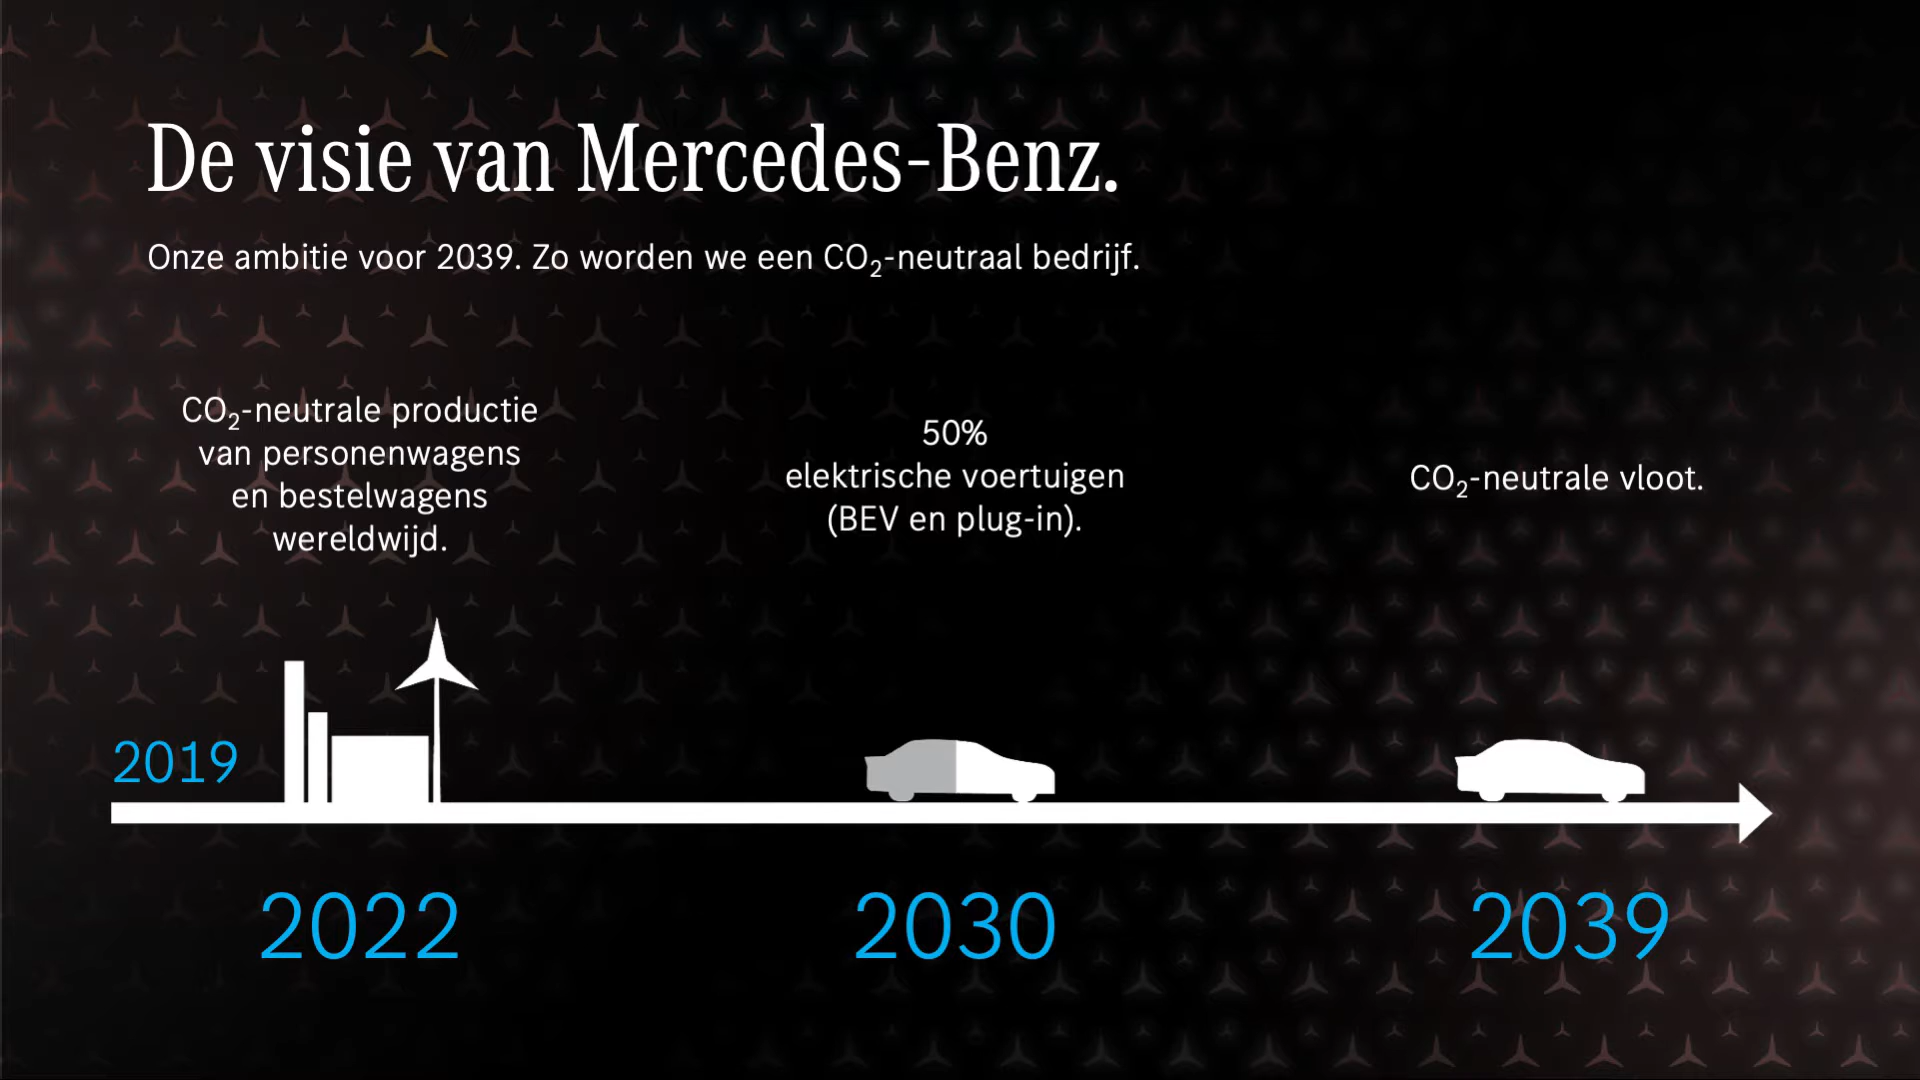 De visie van Mercedes-Benz.
Onze ambitie voor 2039. Zo worden we een CO₂-neutraal bedrijf.
CO₂-neutrale productie
van personenwagens
en bestelwagens
wereldwijd.
50%
elektrische voertuigen
(BEV en plug-in).
CO₂-neutrale vloot.
2019
2022
2030
2039